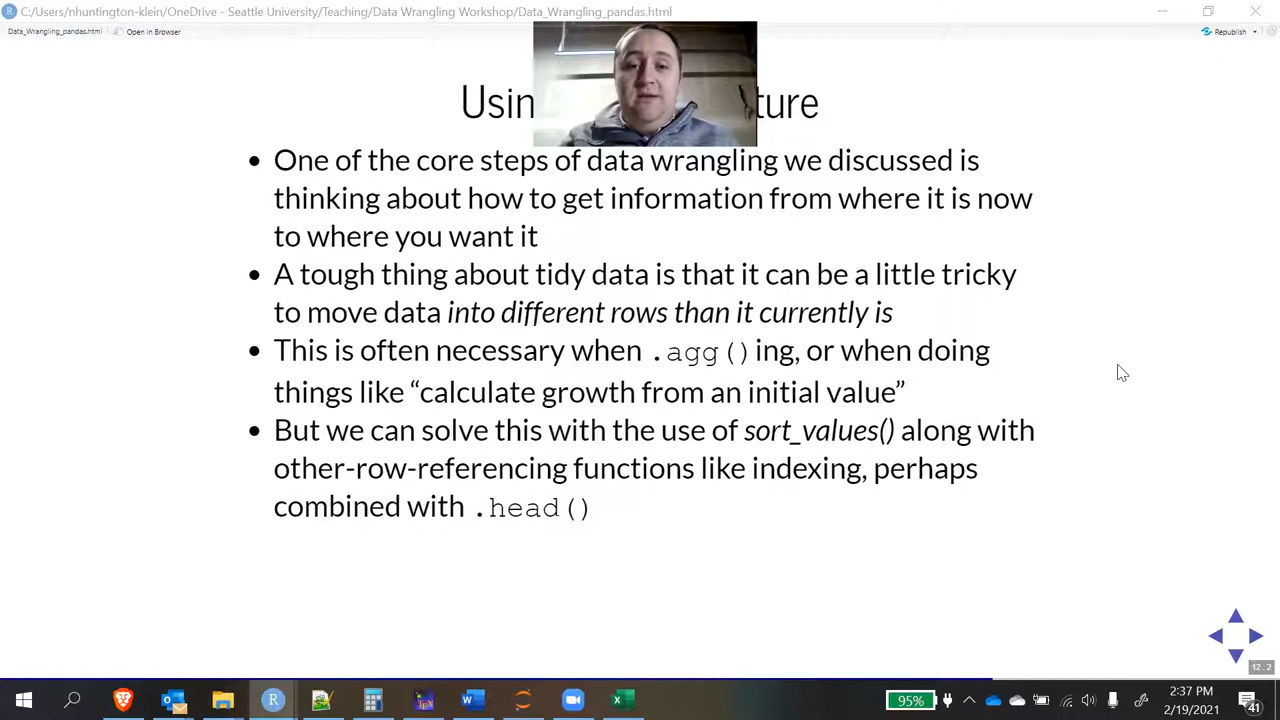 C:/Users/nhuntington-klein/OneDrive - Seattle University/Teaching/Data Wrangling Workshop/Data_Wrangling_pandas.html
Data_Wrangling_pandas.html
Open in Browser
Republish
Usin ture
• One of the core steps of data wrangling we discussed is
thinking about how to get information from where it is now
to where you want it
• A tough thing about tidy data is that it can be a little tricky
to move data into different rows than it currently is
• This is often necessary when .agg()ing, or when doing
things like “calculate growth from an initial value”
• But we can solve this with the use of sort_values() along with
other-row-referencing functions like indexing, perhaps
combined with .head()
12.2
95%
2:37 PM
2/19/2021
41